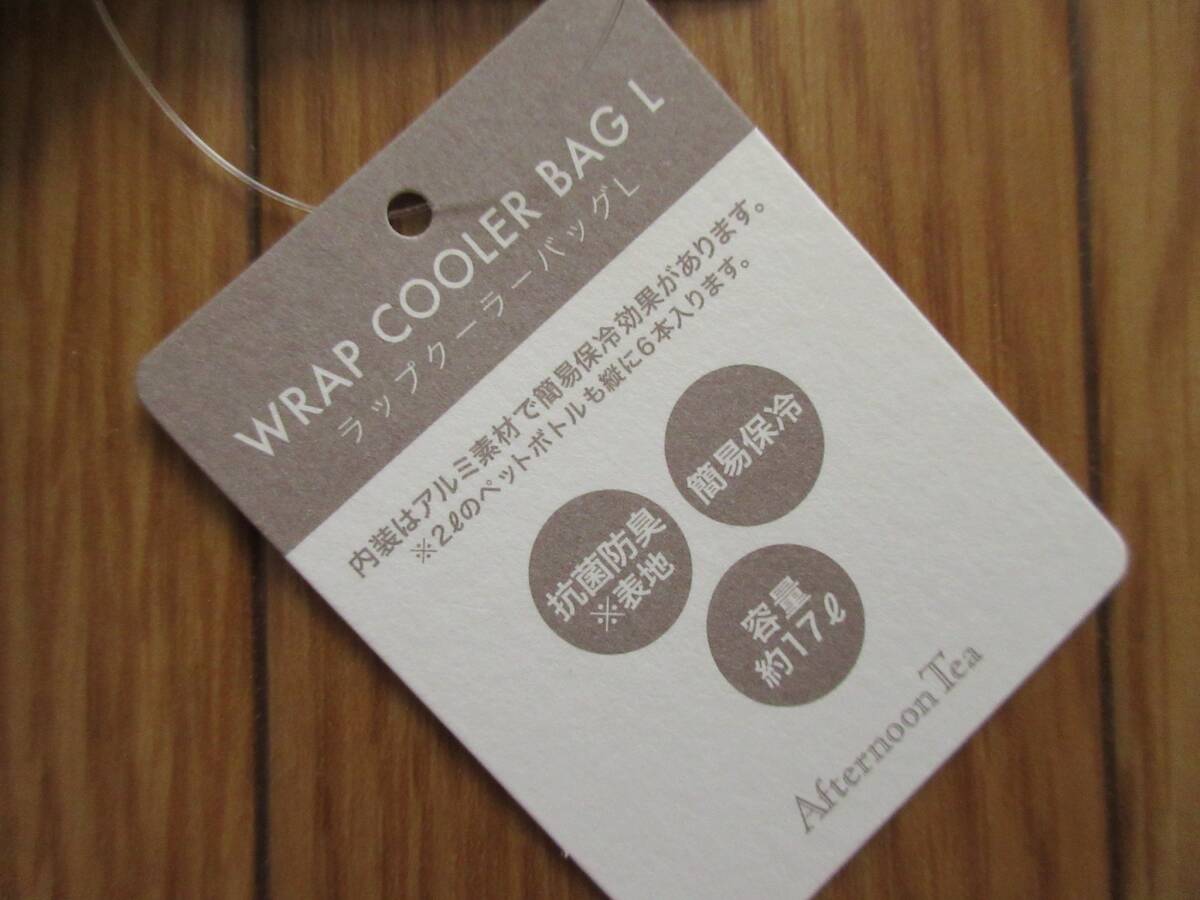 WRAP COOLER BAG L
ラップクーラーバッグL
内装はアルミ素材で簡易保冷効果があります。
※2ℓのペットボトルも縦に6本入ります。
簡易保冷
抗菌防臭
※表地
容量
約17ℓ
Afternoon Tea